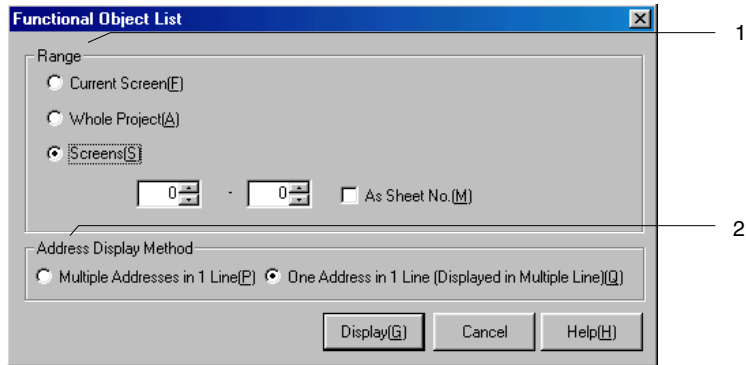 Functional Object List
1
Range
Current Screen(F)
Whole Project(A)
Screens(S)
0 - 0 As Sheet No.(M)
2
Address Display Method
Multiple Addresses in 1 Line(P) One Address in 1 Line (Displayed in Multiple Line)(Q)
Display(G) Cancel Help(H)